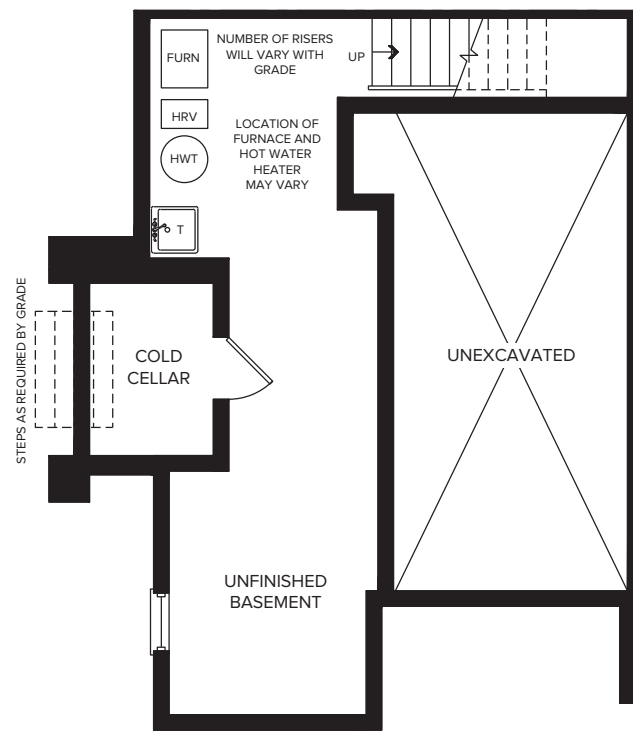 FURN
NUMBER OF RISERS
WILL VARY WITH
GRADE
UP
HRV
LOCATION OF
FURNACE AND
HOT WATER
HEATER
MAY VARY
HWT
T
STEPS AS REQUIRED BY GRADE
COLD
CELLAR
UNEXCAVATED
UNFINISHED
BASEMENT